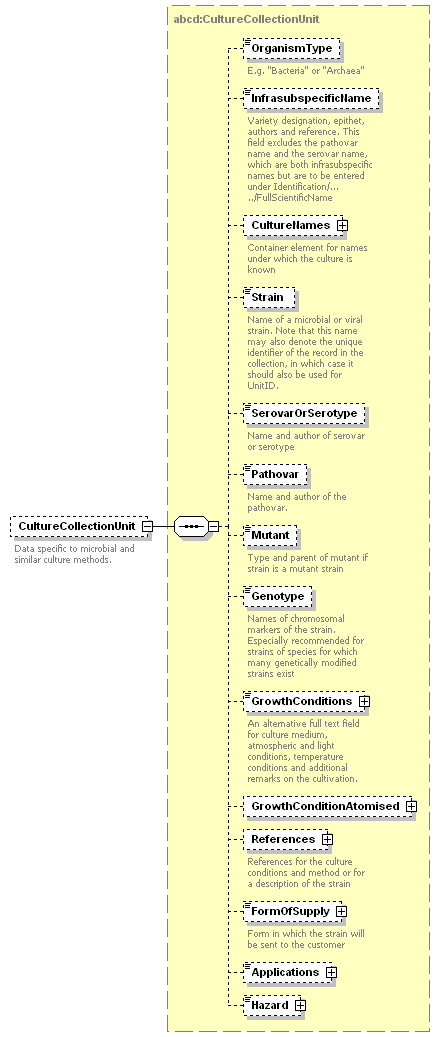 abcd:CultureCollectionUnit
OrganismType
E.g. "Bacteria" or "Archaea"
InfrasubspecificName
Variety designation, epithet,
authors and reference. This
field excludes the pathovar
name and the serovar name,
which are both infrasubspecific
names but are to be entered
under Identification/...
../FullScientificName
CultureNames
Container element for names
under which the culture is
known
Strain
Name of a microbial or viral
strain. Note that this name
may also denote the unique
identifier of the record in the
collection, in which case it
should also be used for
UnitID.
SerovarOrSerotype
Name and author of serovar
or serotype
Pathovar
Name and author of the
pathovar.
CultureCollectionUnit
Data specific to microbial and
similar culture methods.
Mutant
Type and parent of mutant if
strain is a mutant strain
Genotype
Names of chromosomal
markers of the strain.
Especially recommended for
strains of species for which
many genetically modified
strains exist
GrowthConditions
An alternative full text field
for culture medium,
atmospheric and light
conditions, temperature
conditions and additional
remarks on the cultivation.
GrowthConditionAtomised
References
References for the culture
conditions and method or for
a description of the strain
FormOfSupply
Form in which the strain will
be sent to the customer
Applications
Hazard